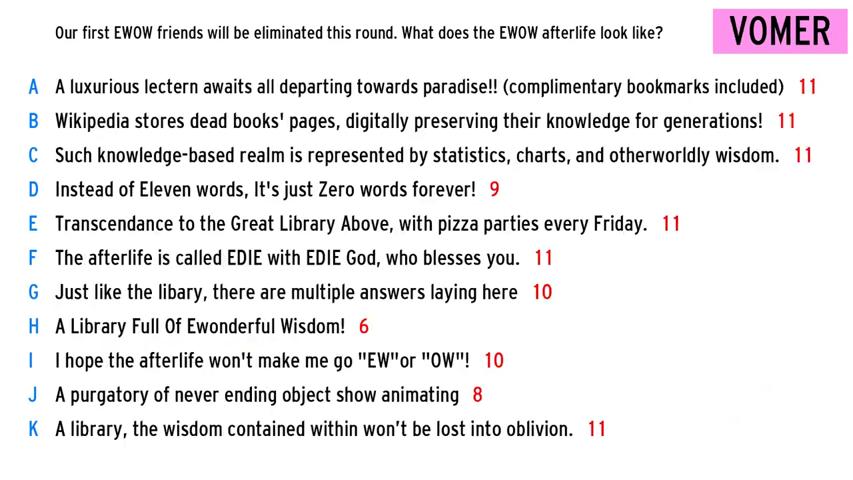 Our first EWOW friends will be eliminated this round. What does the EWOW afterlife look like?
VOMER
A A luxurious lectern awaits all departing towards paradise!! (complimentary bookmarks included) 11
B Wikipedia stores dead books' pages, digitally preserving their knowledge for generations! 11
C Such knowledge-based realm is represented by statistics, charts, and otherworldly wisdom. 11
D Instead of Eleven words, It's just Zero words forever! 9
E Transcendance to the Great Library Above, with pizza parties every Friday. 11
F The afterlife is called EDIE with EDIE God, who blesses you. 11
G Just like the libary, there are multiple answers laying here 10
H A Library Full Of Ewonderful Wisdom! 6
I I hope the afterlife won't make me go "EW"or "OW"! 10
J A purgatory of never ending object show animating 8
K A library, the wisdom contained within won’t be lost into oblivion. 11